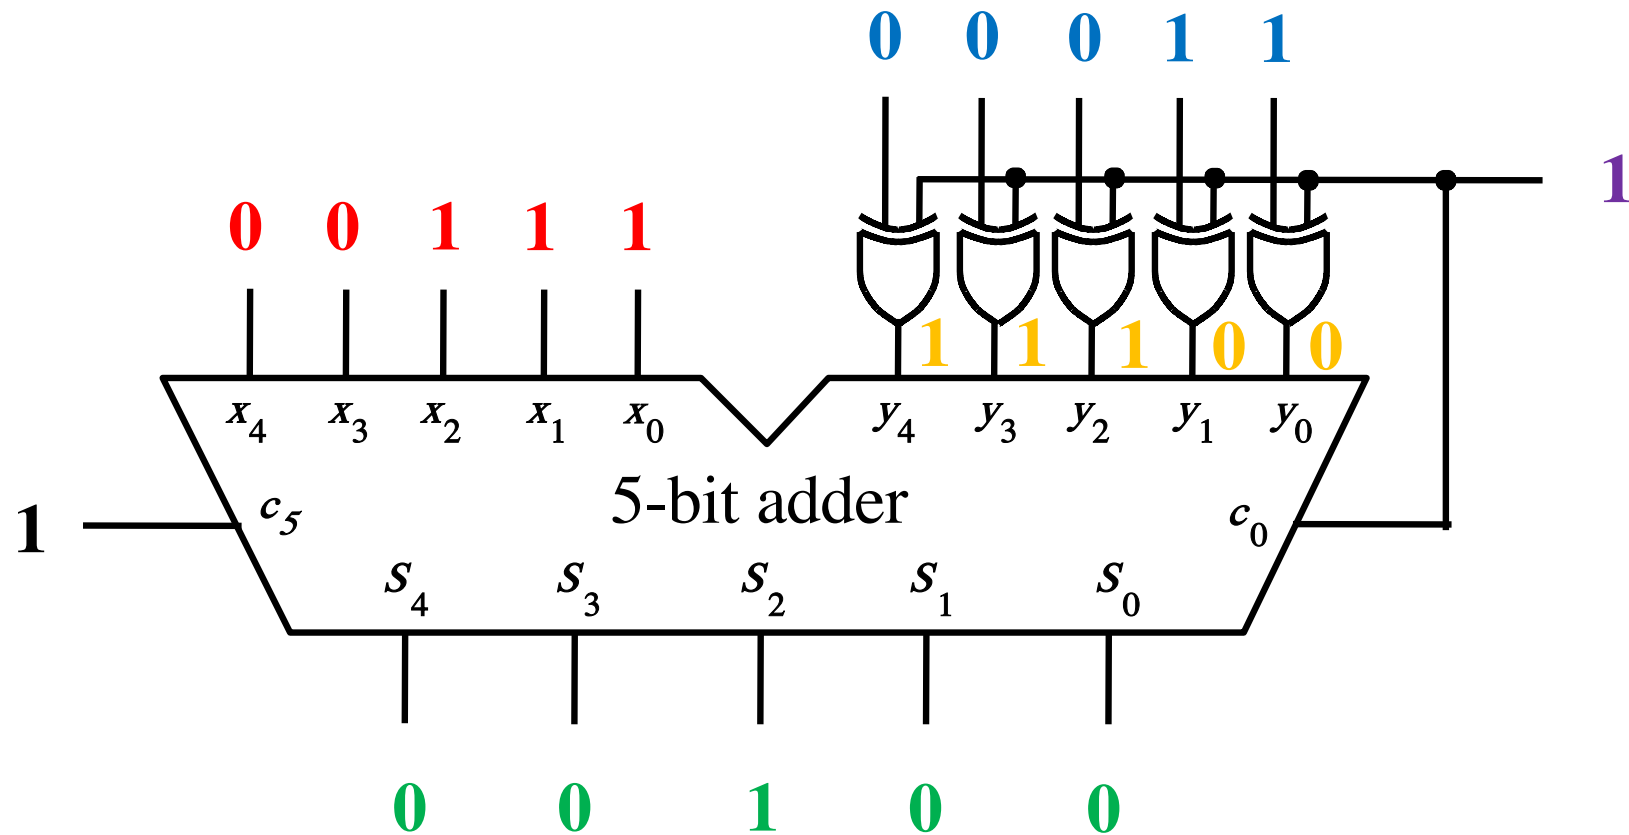 0 0 0 1 1
1
0 0 1 1 1
1 1 1 0 0
x4 x3 x2 x1 x0 y4 y3 y2 y1 y0
1 c5 5-bit adder c0
S4 S3 S2 S1 S0
0 0 1 0 0